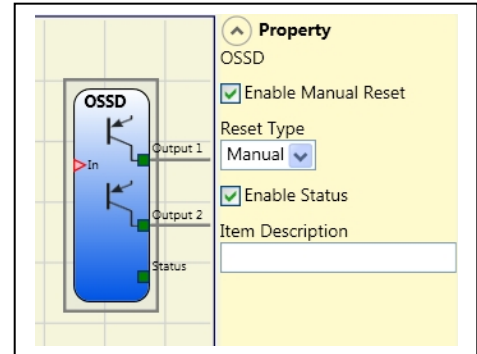 OSSD
In
Output 1
Output 2
Status
Property
OSSD
Enable Manual Reset
Reset Type
Manual
Enable Status
Item Description